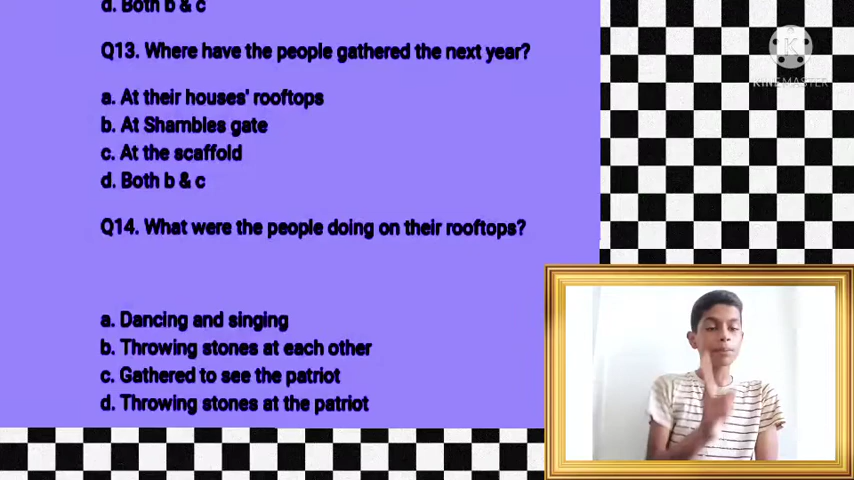 d. Both b & c
Q13. Where have the people gathered the next year?
a. At their houses' rooftops
b. At Shambles gate
c. At the scaffold
d. Both b & c
Q14. What were the people doing on their rooftops?
a. Dancing and singing
b. Throwing stones at each other
c. Gathered to see the patriot
d. Throwing stones at the patriot
K
KINEMASTER